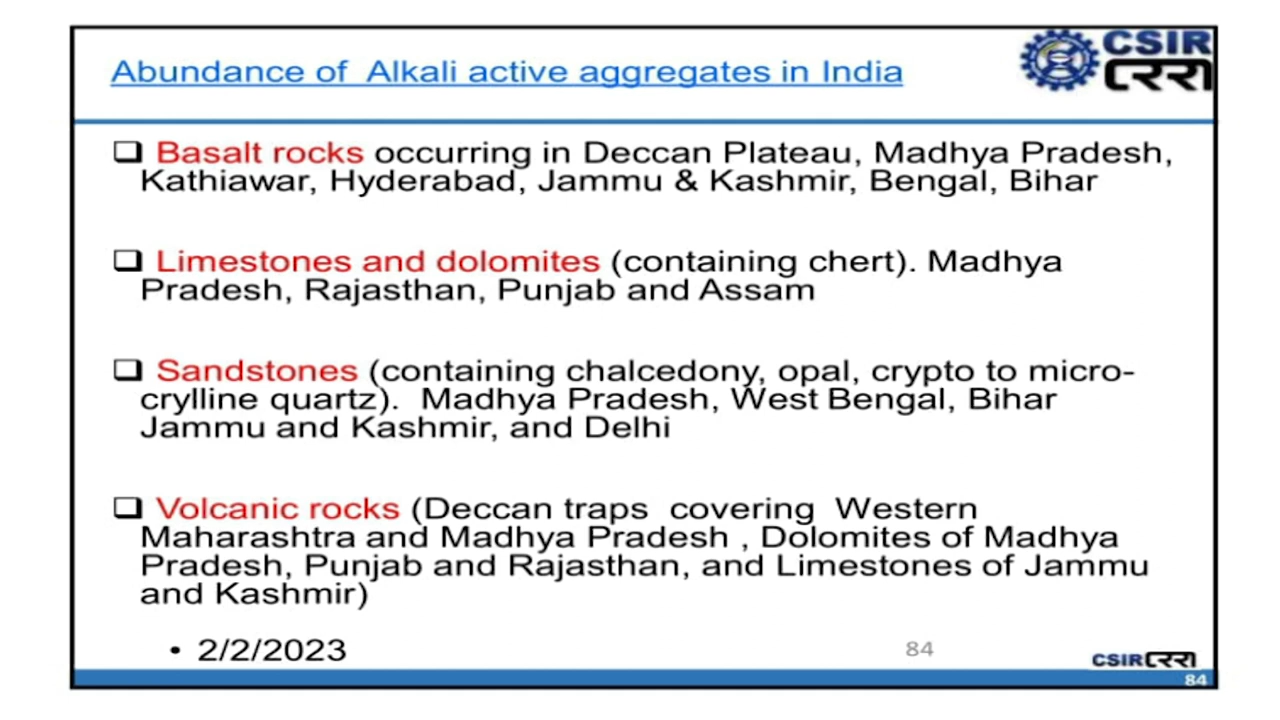 Abundance of Alkali active aggregates in India
CSIR
❑ Basalt rocks occurring in Deccan Plateau, Madhya Pradesh,
Kathiawar, Hyderabad, Jammu & Kashmir, Bengal, Bihar
❑ Limestones and dolomites (containing chert). Madhya
Pradesh, Rajasthan, Punjab and Assam
❑ Sandstones (containing chalcedony, opal, crypto to micro-
crylline quartz). Madhya Pradesh, West Bengal, Bihar
Jammu and Kashmir, and Delhi
❑ Volcanic rocks (Deccan traps covering Western
Maharashtra and Madhya Pradesh , Dolomites of Madhya
Pradesh, Punjab and Rajasthan, and Limestones of Jammu
and Kashmir)
• 2/2/2023
84
CSIR
84